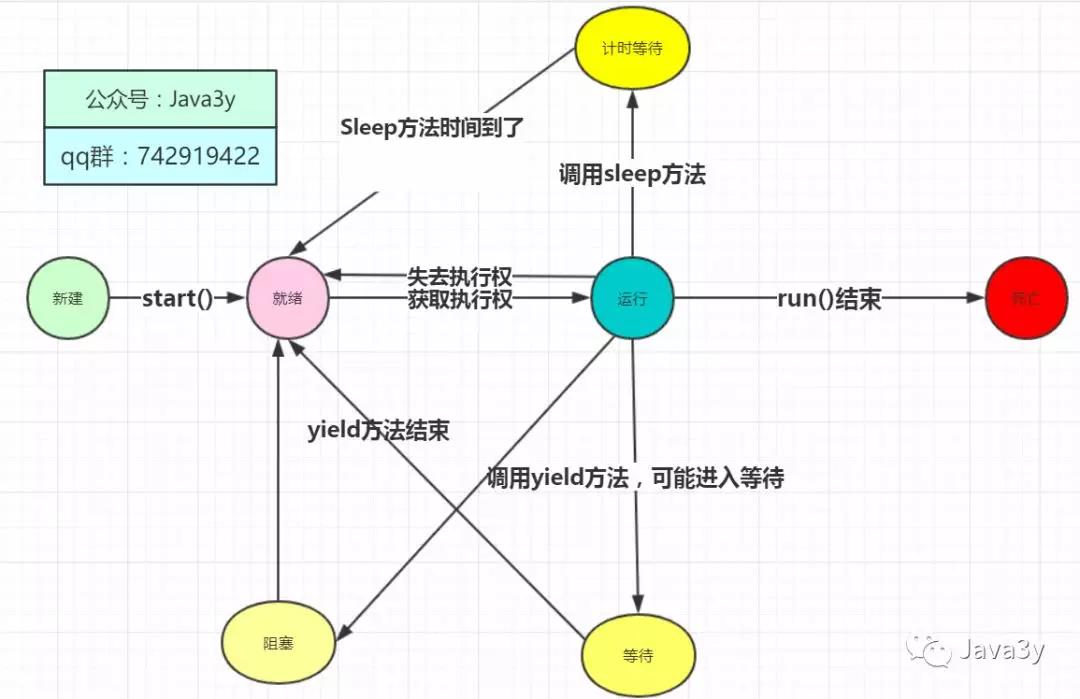 计时等待
公众号：Java3y
qq群：742919422
Sleep方法时间到了
调用sleep方法
新建
start()
就绪
失去执行权
获取执行权
运行
run()结束
死亡
yield方法结束
调用yield方法，可能进入等待
阻塞
等待
Java3y